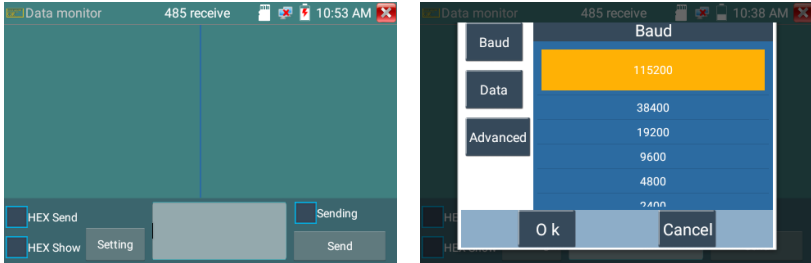 Data monitor 485 receive 10:53 AM
HEX Send
HEX Show
Setting
Sending
Send
Data monitor 485 receive 10:38 AM
Baud
Data
Advanced
Baud
115200
38400
19200
9600
4800
2400
O k
Cancel